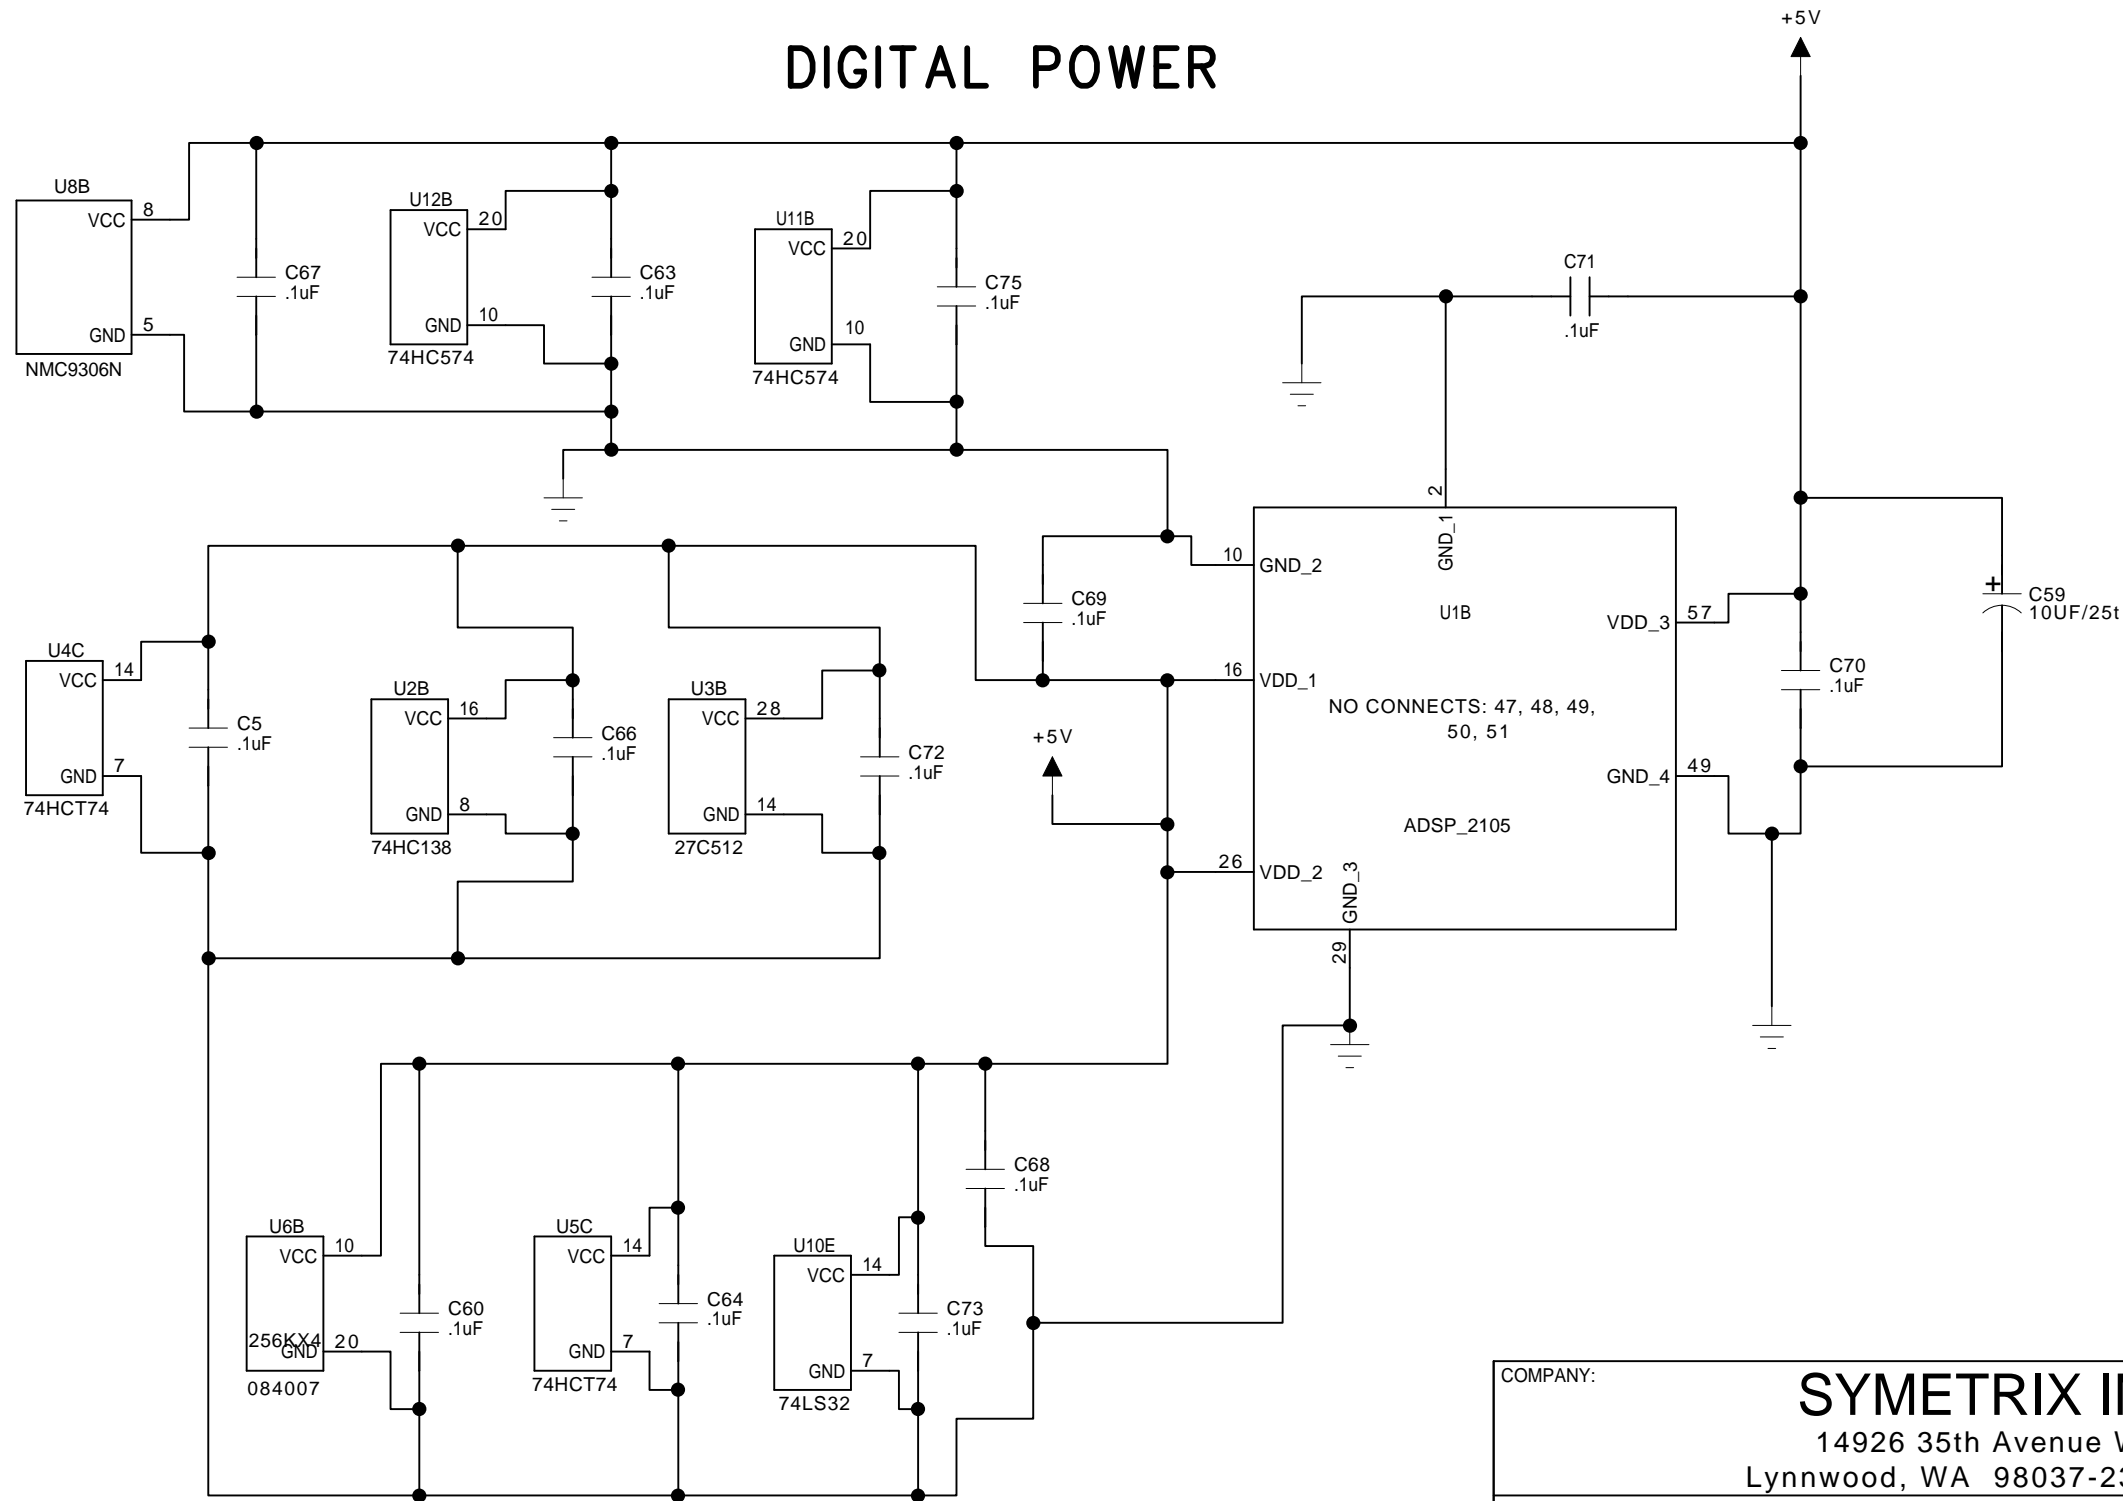 +5V
DIGITAL POWER
U8B
VCC
8
GND
5
NMC9306N
C67
.1uF
U12B
VCC
20
GND
10
74HC574
C63
.1uF
U11B
VCC
20
GND
10
74HC574
C75
.1uF
C71
.1uF
2
GND_1
10
GND_2
U1B
VDD_3
57
C59
10UF/25t
+
C69
.1uF
16
VDD_1
NO CONNECTS: 47, 48, 49,
50, 51
C70
.1uF
GND_4
49
ADSP_2105
26
VDD_2
GND_3
29
+5V
U4C
VCC
14
GND
7
74HCT74
C5
.1uF
U2B
VCC
16
GND
8
74HC138
C66
.1uF
U3B
VCC
28
GND
14
27C512
C72
.1uF
C68
.1uF
U6B
VCC
10
256KX4
GND
20
084007
C60
.1uF
U5C
VCC
14
GND
7
74HCT74
C64
.1uF
U10E
VCC
14
GND
7
74LS32
C73
.1uF
COMPANY:
SYMETRIX
14926 35th Avenue
Lynnwood, WA